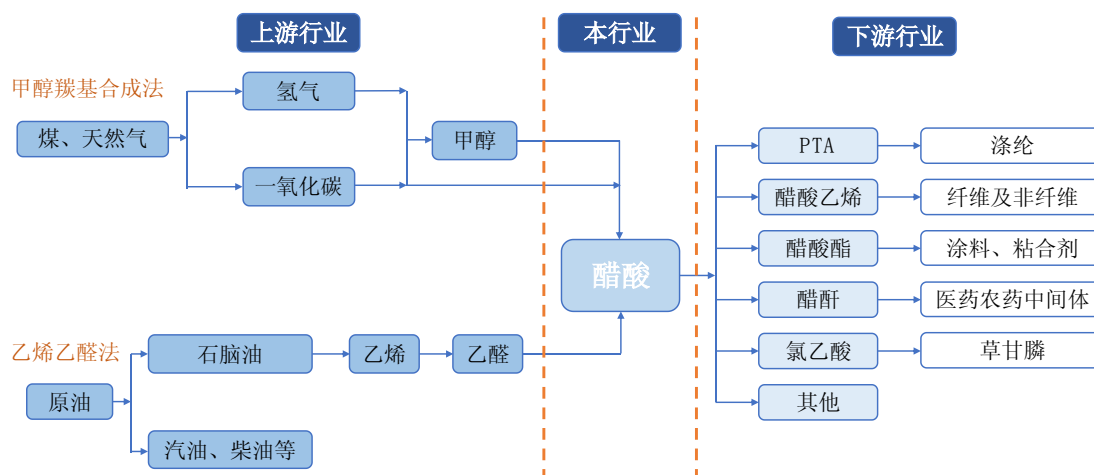 上游行业
本行业
下游行业
甲醇羰基合成法
煤、天然气
氢气
一氧化碳
甲醇
乙烯乙醛法
原油
石脑油
乙烯
乙醛
汽油、柴油等
醋酸
PTA
涤纶
醋酸乙烯
纤维及非纤维
醋酸酯
涂料、粘合剂
醋酐
医药农药中间体
氯乙酸
草甘膦
其他